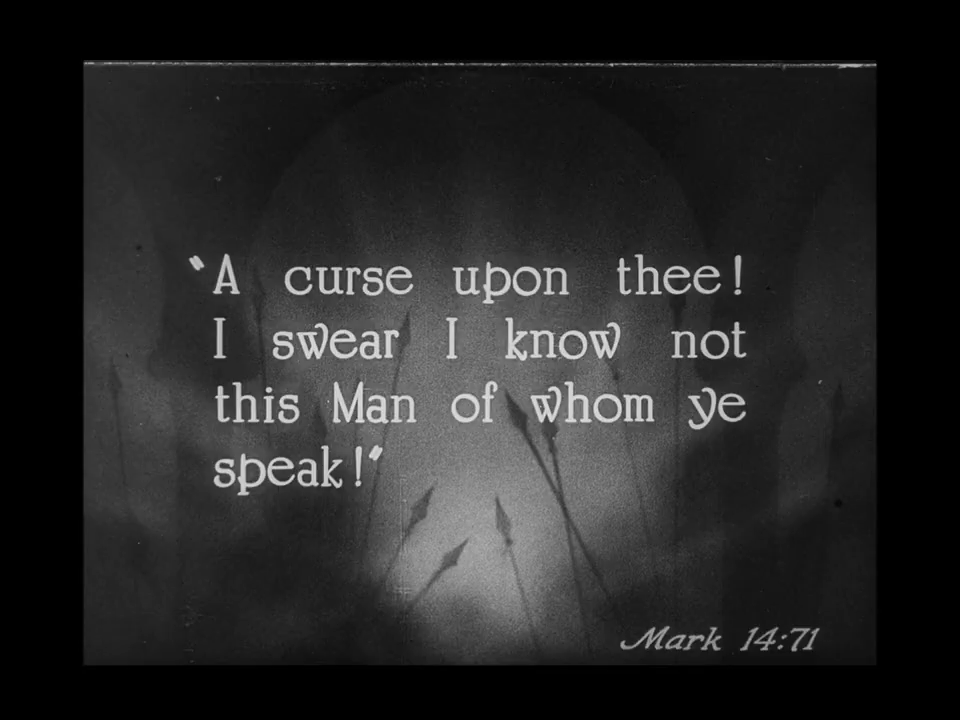 "A curse upon thee!
I swear I know not
this Man of whom ye
speak!"
Mark 14:71